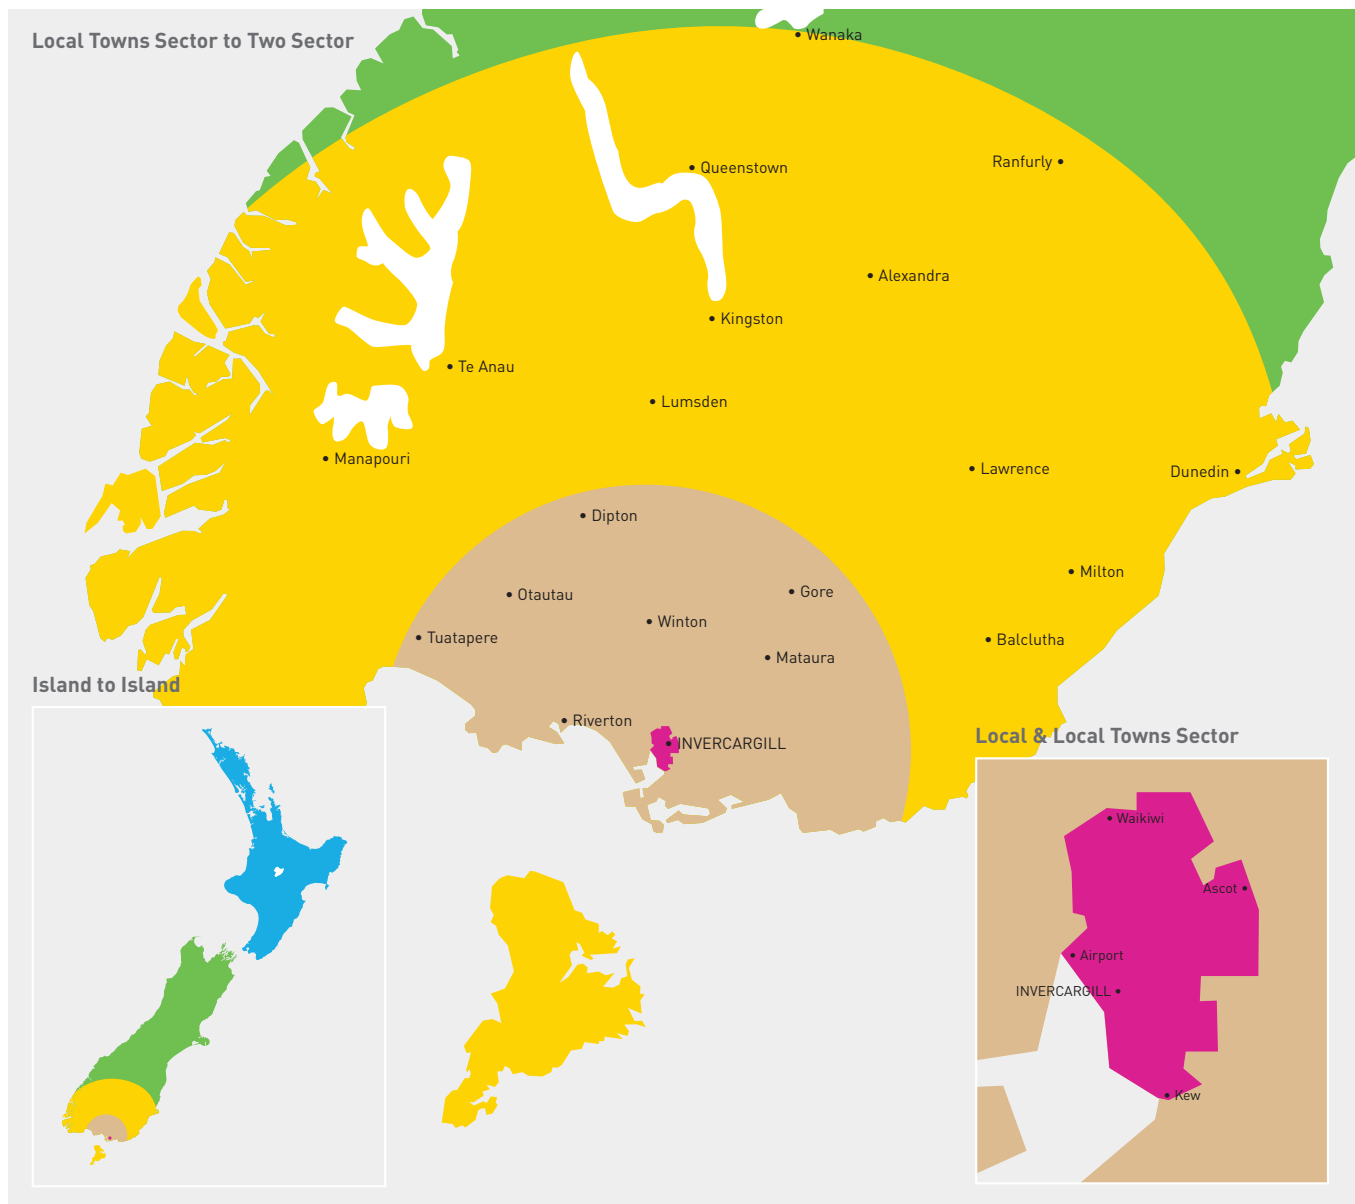 Local Towns Sector to Two Sector
Wanaka
Queenstown
Ranfurly
Alexandra
Kingston
Te Anau
Lumsden
Manapouri
Lawrence
Dunedin
Dipton
Milton
Otautau
Gore
Winton
Tuatapere
Balclutha
Mataura
Island to Island
Riverton
INVERCARGILL
Local & Local Towns Sector
Waikiwi
Ascot
Airport
INVERCARGILL
Kew